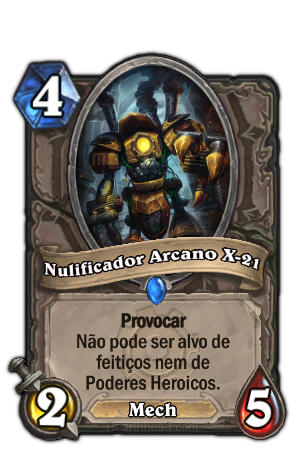 4
Nulificador Arcano X-21
Provocar
Não pode ser alvo de
feitiços nem de
Poderes Heroicos.
2
Mech
5